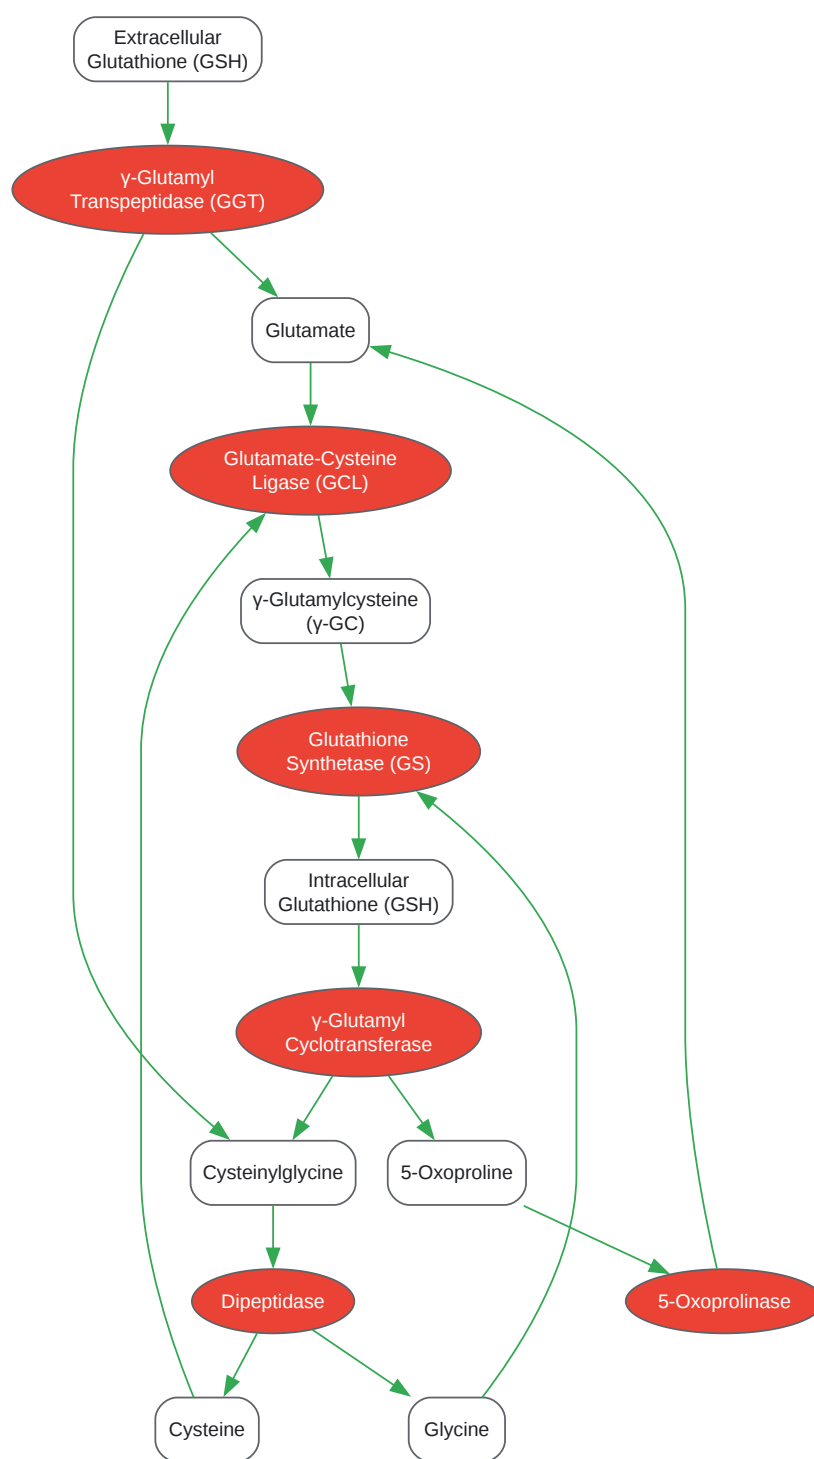 Extracellular
Glutathione (GSH)
γ-Glutamyl
Transpeptidase (GGT)
Glutamate
Glutamate-Cysteine
Ligase (GCL)
γ-Glutamylcysteine
(γ-GC)
Glutathione
Synthetase (GS)
Intracellular
Glutathione (GSH)
γ-Glutamyl
Cyclotransferase
Cysteinylglycine
5-Oxoproline
Dipeptidase
5-Oxoprolinase
Cysteine
Glycine